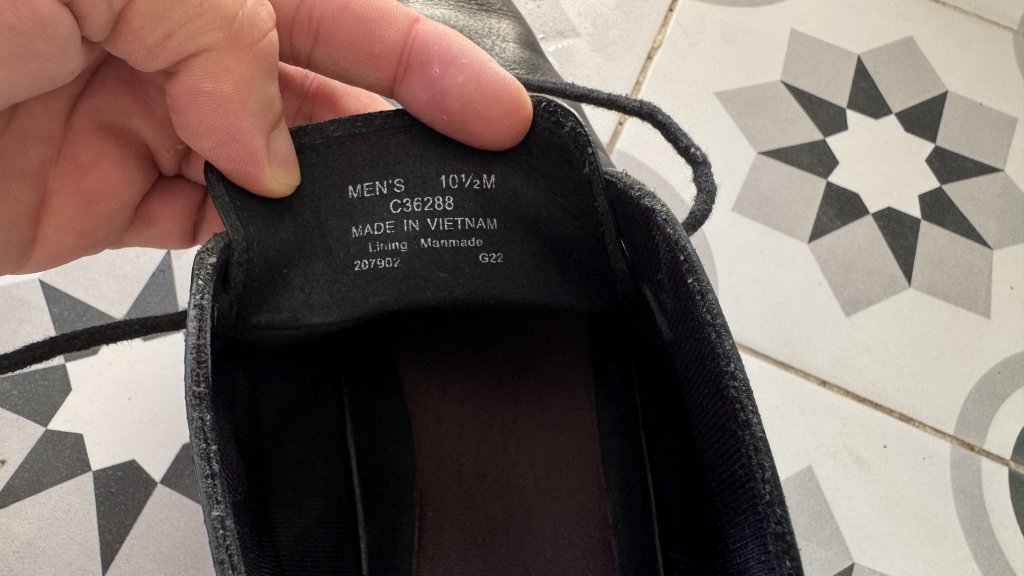 MEN'S 10½M
C36288
MADE IN VIETNAM
Lining Manmade
207902 G22